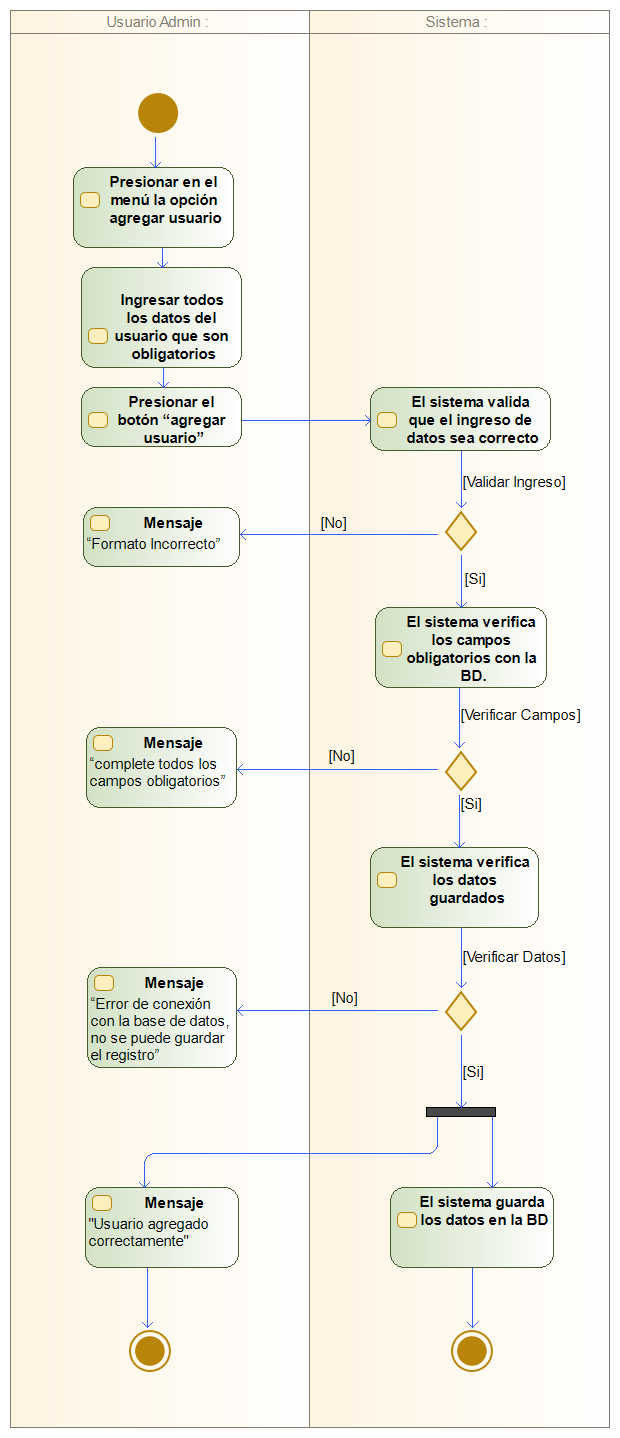 Usuario Admin :
Sistema :
Presionar en el
menú la opción
agregar usuario
Ingresar todos
los datos del
usuario que son
obligatorios
Presionar el
botón “agregar
usuario”
El sistema valida
que el ingreso de
datos sea correcto
[Validar Ingreso]
Mensaje
“Formato Incorrecto”
[No]
[Si]
El sistema verifica
los campos
obligatorios con la
BD.
[Verificar Campos]
Mensaje
“complete todos los
campos obligatorios”
[No]
[Si]
El sistema verifica
los datos
guardados
[Verificar Datos]
Mensaje
“Error de conexión
con la base de datos,
no se puede guardar
el registro”
[No]
[Si]
Mensaje
"Usuario agregado
correctamente"
El sistema guarda
los datos en la BD